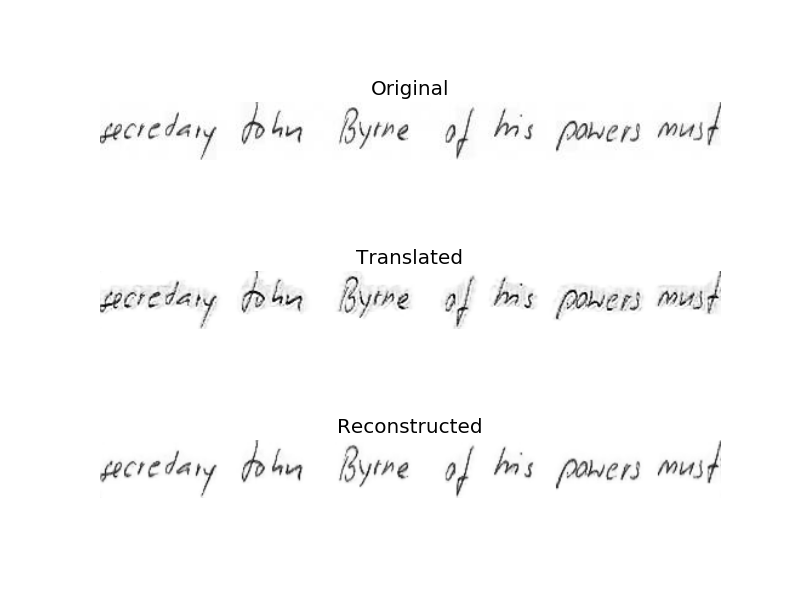 Original
secredary John Byrne of his powers must
Translated
secredary John Byrne of his powers must
Reconstructed
secredary John Byrne of his powers must